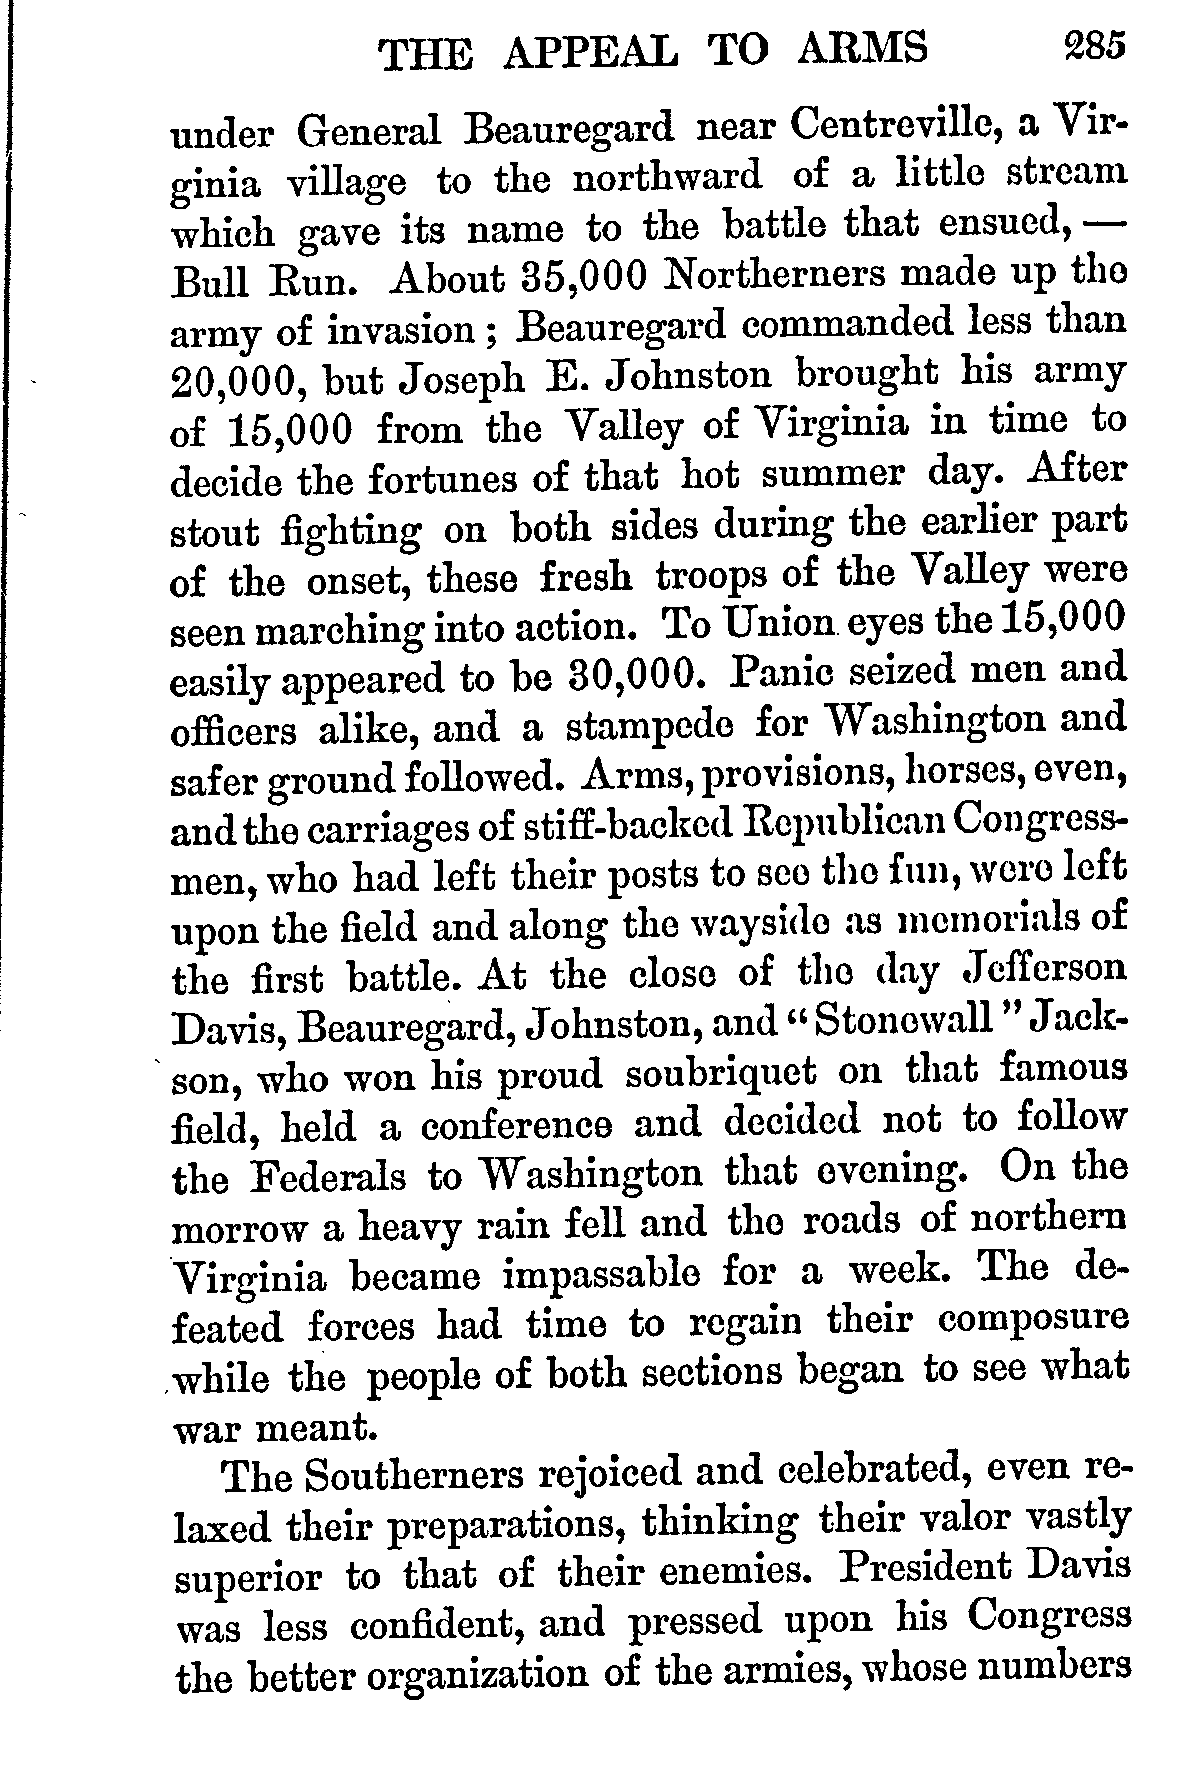 THE APPEAL TO ARMS 285
under General Beauregard near Centreville, a Vir-
ginia village to the northward of a little stream
which gave its name to the battle that ensued, —
Bull Run. About 35,000 Northerners made up the
army of invasion ; Beauregard commanded less than
20,000, but Joseph E. Johnston brought his army
of 15,000 from the Valley of Virginia in time to
decide the fortunes of that hot summer day. After
stout fighting on both sides during the earlier part
of the onset, these fresh troops of the Valley were
seen marching into action. To Union eyes the 15,000
easily appeared to be 30,000. Panic seized men and
officers alike, and a stampede for Washington and
safer ground followed. Arms, provisions, horses, even,
and the carriages of stiff-backed Republican Congress-
men, who had left their posts to see the fun, were left
upon the field and along the wayside as memorials of
the first battle. At the close of the day Jefferson
Davis, Beauregard, Johnston, and “ Stonewall ” Jack-
son, who won his proud soubriquet on that famous
field, held a conference and decided not to follow
the Federals to Washington that evening. On the
morrow a heavy rain fell and the roads of northern
Virginia became impassable for a week. The de-
feated forces had time to regain their composure
while the people of both sections began to see what
war meant.
The Southerners rejoiced and celebrated, even re-
laxed their preparations, thinking their valor vastly
superior to that of their enemies. President Davis
was less confident, and pressed upon his Congress
the better organization of the armies, whose numbers